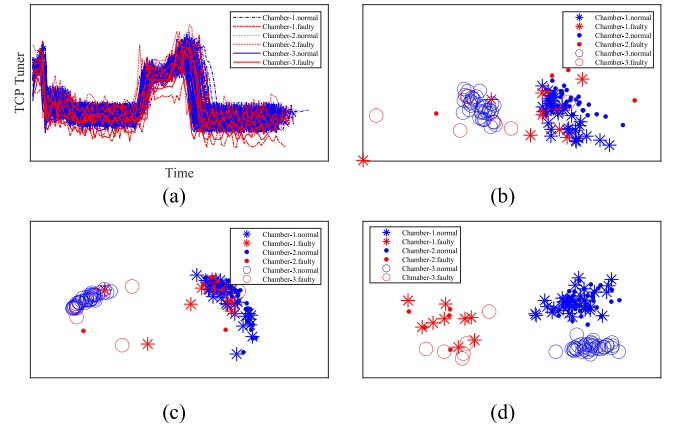 (a)
TCP Tuner
Time
Chamber-1.normal
Chamber-1.faulty
Chamber-2.normal
Chamber-2.faulty
Chamber-3.normal
Chamber-3.faulty
(b)
Chamber-1.normal
Chamber-1.faulty
Chamber-2.normal
Chamber-2.faulty
Chamber-3.normal
Chamber-3.faulty
(c)
Chamber-1.normal
Chamber-1.faulty
Chamber-2.normal
Chamber-2.faulty
Chamber-3.normal
Chamber-3.faulty
(d)
Chamber-1.normal
Chamber-1.faulty
Chamber-2.normal
Chamber-2.faulty
Chamber-3.normal
Chmaber-3.faulty